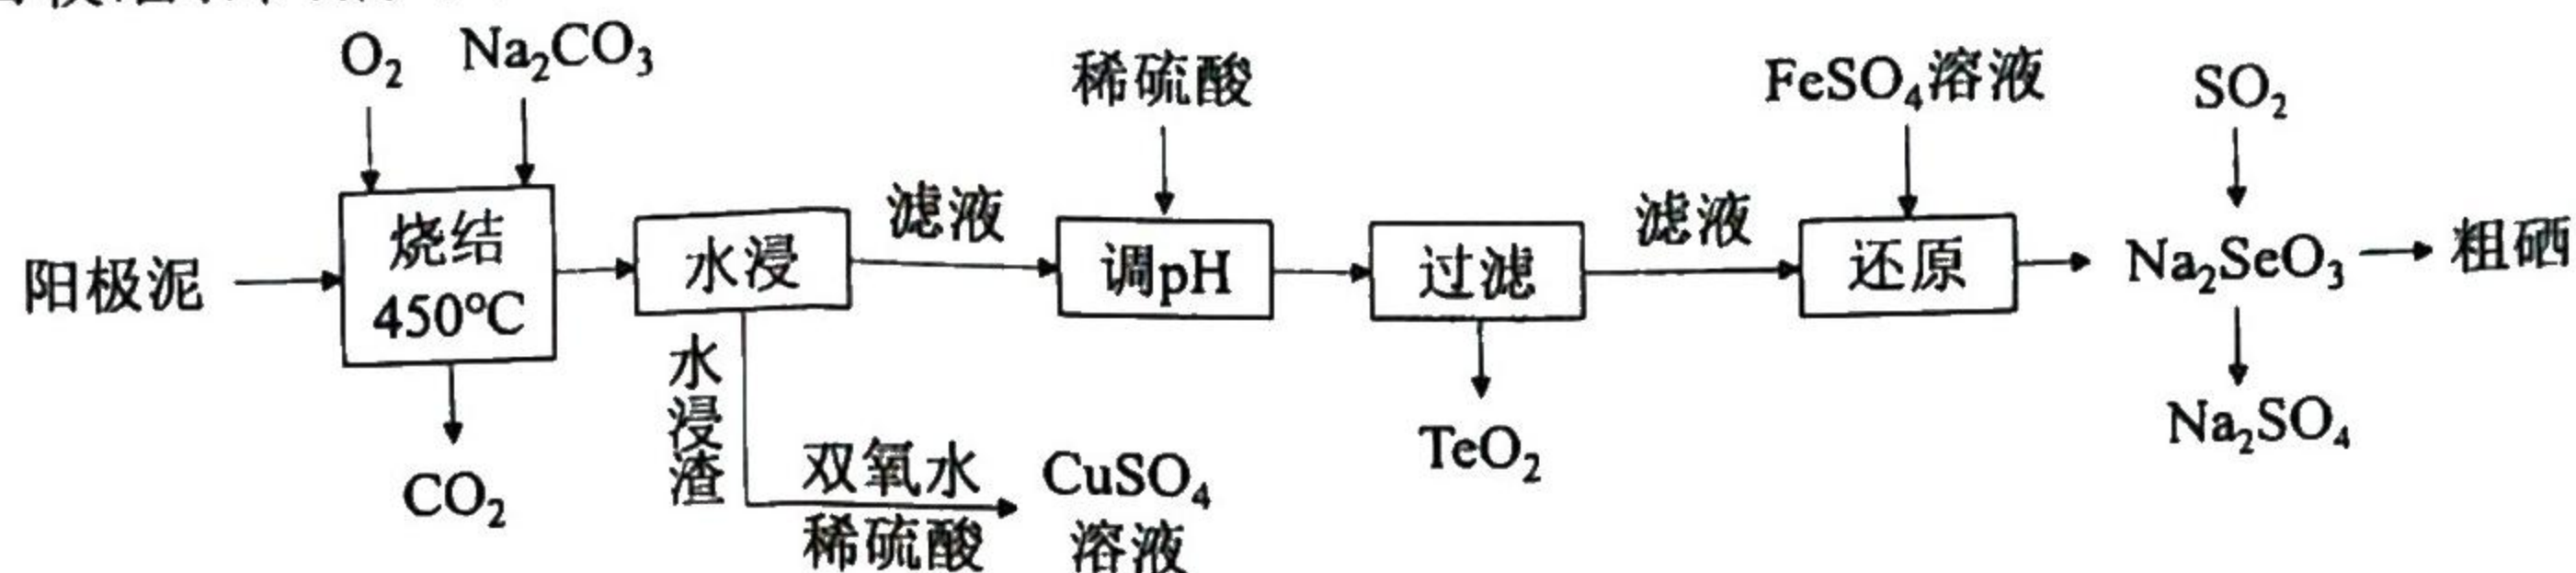 O₂ Na₂CO₃
稀硫酸
FeSO₄溶液
SO₂
阳极泥
烧结
450℃
水浸
滤液
调pH
过滤
滤液
还原
Na₂SeO₃
粗硒
CO₂
水浸渣
双氧水
稀硫酸
CuSO₄
溶液
TeO₂
Na₂SO₄